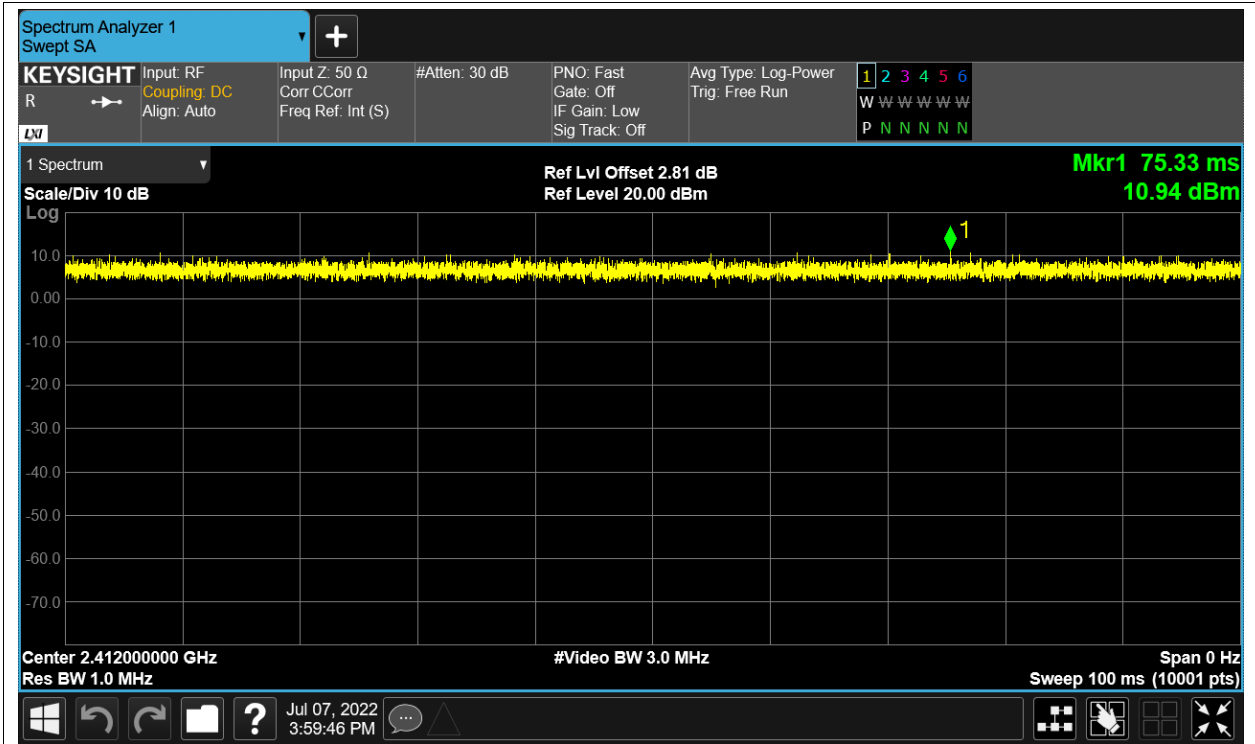 Spectrum Analyzer 1
Swept SA
+
KEYSIGHT
R
LXI
Input: RF
Coupling: DC
Align: Auto
Input Z: 50 Ω
Corr CCorr
Freq Ref: Int (S)
#Atten: 30 dB
PNO: Fast
Gate: Off
IF Gain: Low
Sig Track: Off
Avg Type: Log-Power
Trig: Free Run
1 2 3 4 5 6
W W W W W W
P N N N N N
1 Spectrum
Scale/Div 10 dB
Log
Ref Lvl Offset 2.81 dB
Ref Level 20.00 dBm
Mkr1 75.33 ms
10.94 dBm
1
10.0
0.00
-10.0
-20.0
-30.0
-40.0
-50.0
-60.0
-70.0
Center 2.412000000 GHz
Res BW 1.0 MHz
#Video BW 3.0 MHz
Span 0 Hz
Sweep 100 ms (10001 pts)
?
Jul 07, 2022
3:59:46 PM